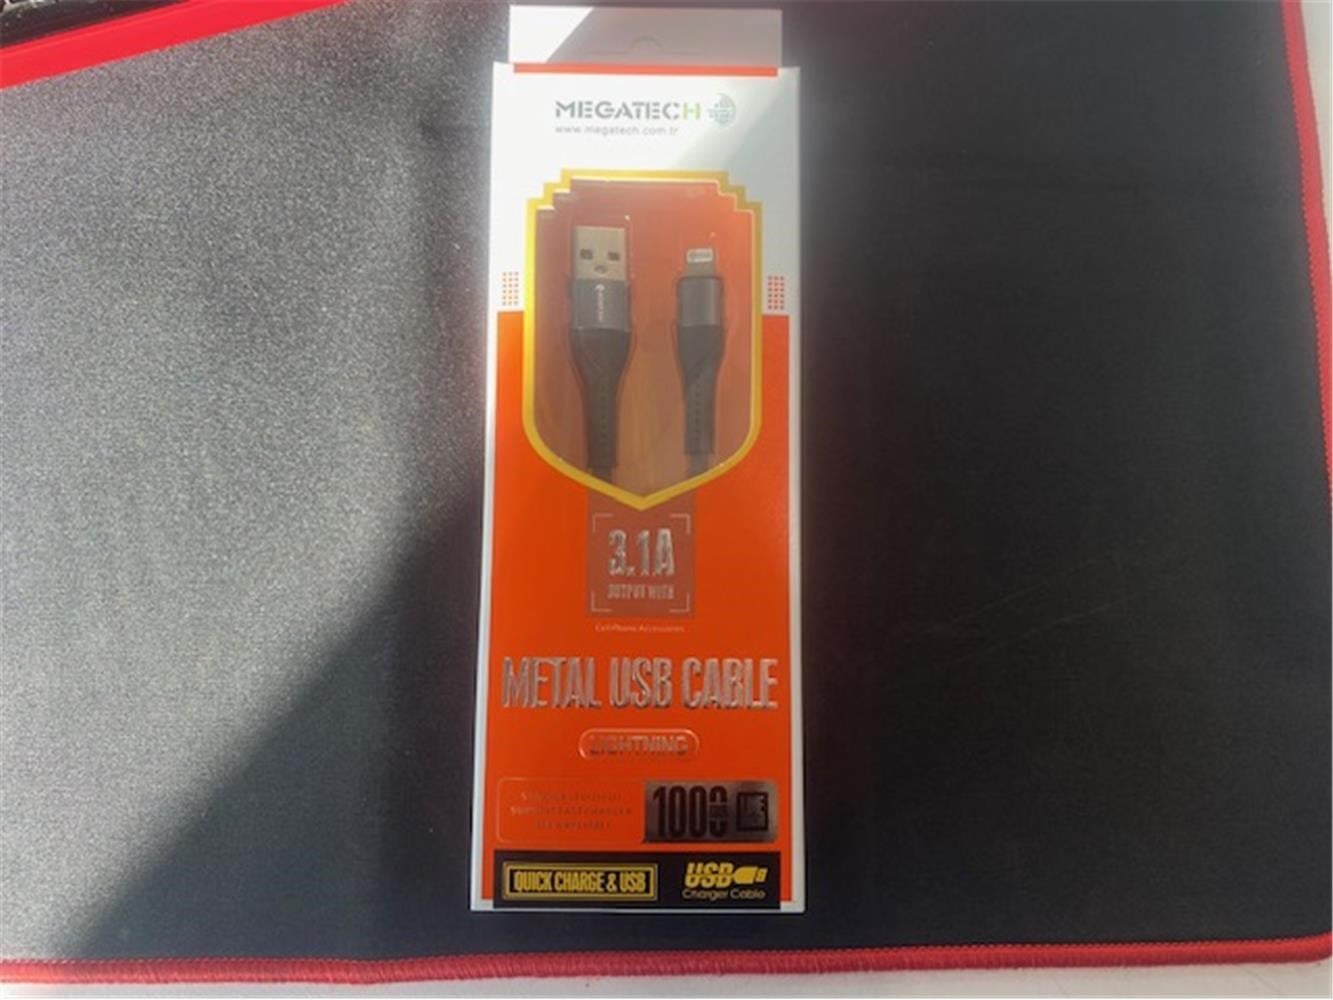 MEGATECH
www.megatech.com.tr
3.1A
OUTPUT WITH
Cell Phone Accessories
METAL USB CABLE
LIGHTNING
1000
QUICK CHARGE & USB
USB
Charger Cable